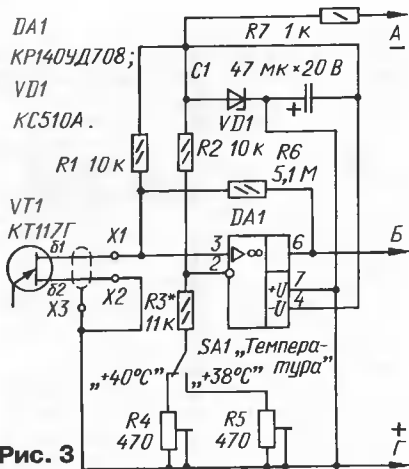 DA1
КР140УД708;
VD1
КС510А.
R7 1 к
А
C1
47 мк × 20 В
+
VD1
R1 10 к
R2 10 к
R6
5,1 М
DA1
VT1
КТ117Г
б1
б2
X1
X2
X3
3
2
▷∞
6
7
4
+U
-U
Б
R3*
11 к
SA1 „Темпера-
тура"
„+40°С"
„+38°С"
R4
470
R5
470
+
Г
Рис. 3